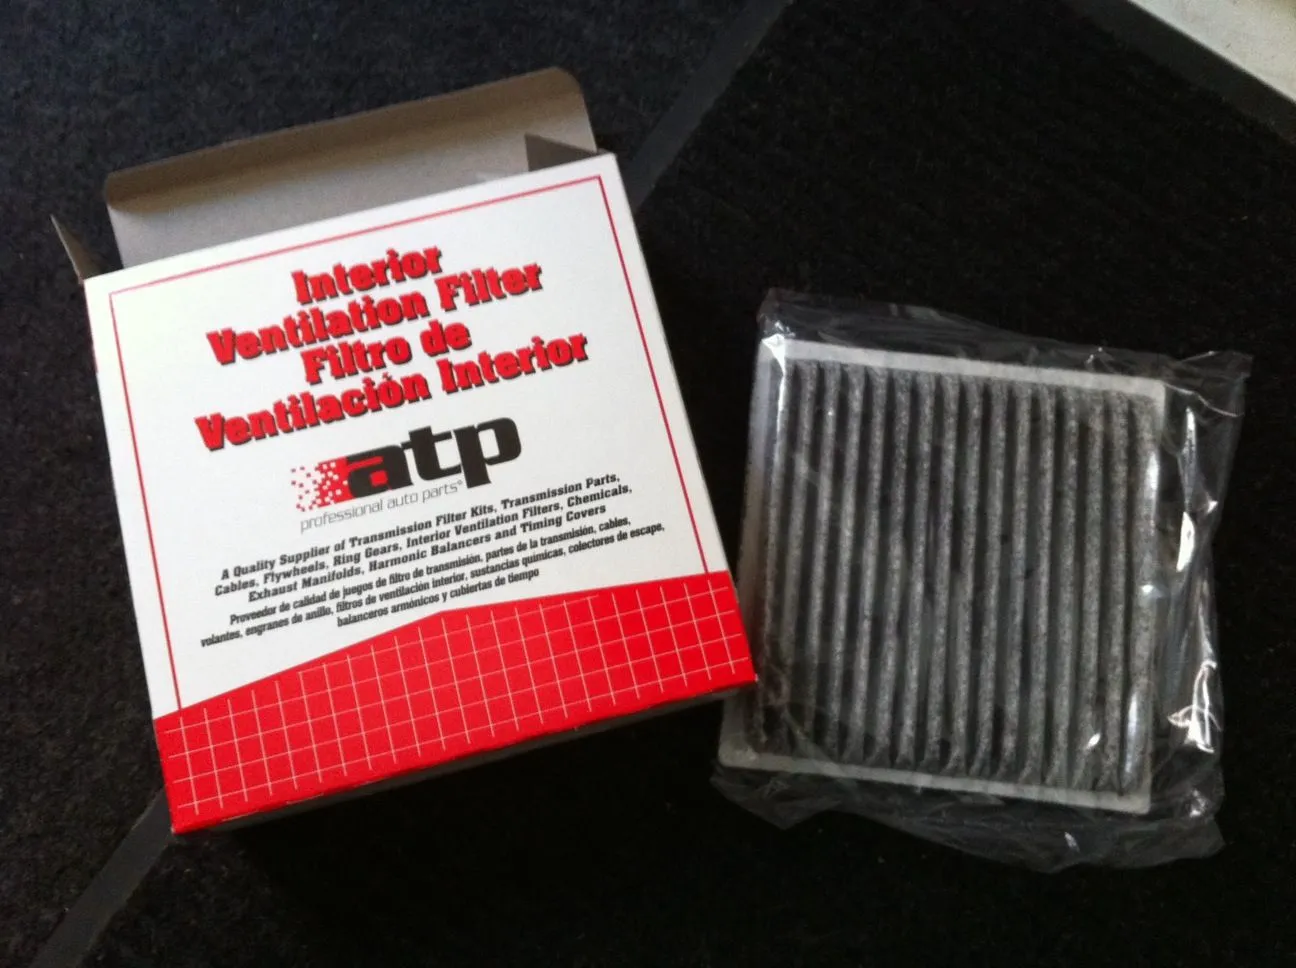 Interior
Ventilation Filter
Filtro de
Ventilación Interior
atp
professional auto parts®
A Quality Supplier of Transmission Filter Kits, Transmission Parts,
Cables, Flywheels, Ring Gears, Interior Ventilation Filters, Chemicals,
Exhaust Manifolds, Harmonic Balancers and Timing Covers
Proveedor de calidad de juegos de filtro de transmisión, partes de la transmisión, cables,
volantes, engranes de anillo, filtros de ventilación interior, sustancias químicas, colectores de escape,
balanceros armónicos y cubiertas de tiempo